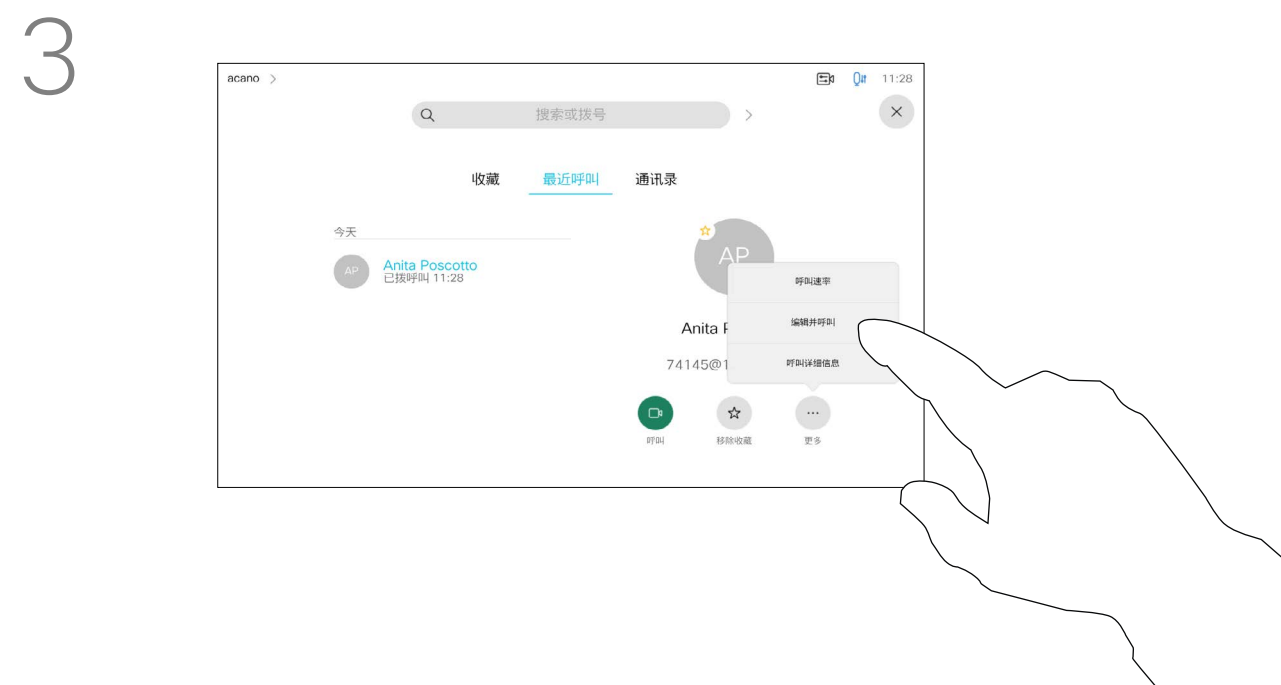 3
acano
11:28
搜索或拨号
收藏 最近呼叫 通讯录
今天
AP
Anita Poscotto
已拨呼叫 11:28
AP
呼叫速率
编辑并呼叫
呼叫详细信息
Anita
74145@1
呼叫 移除收藏 更多